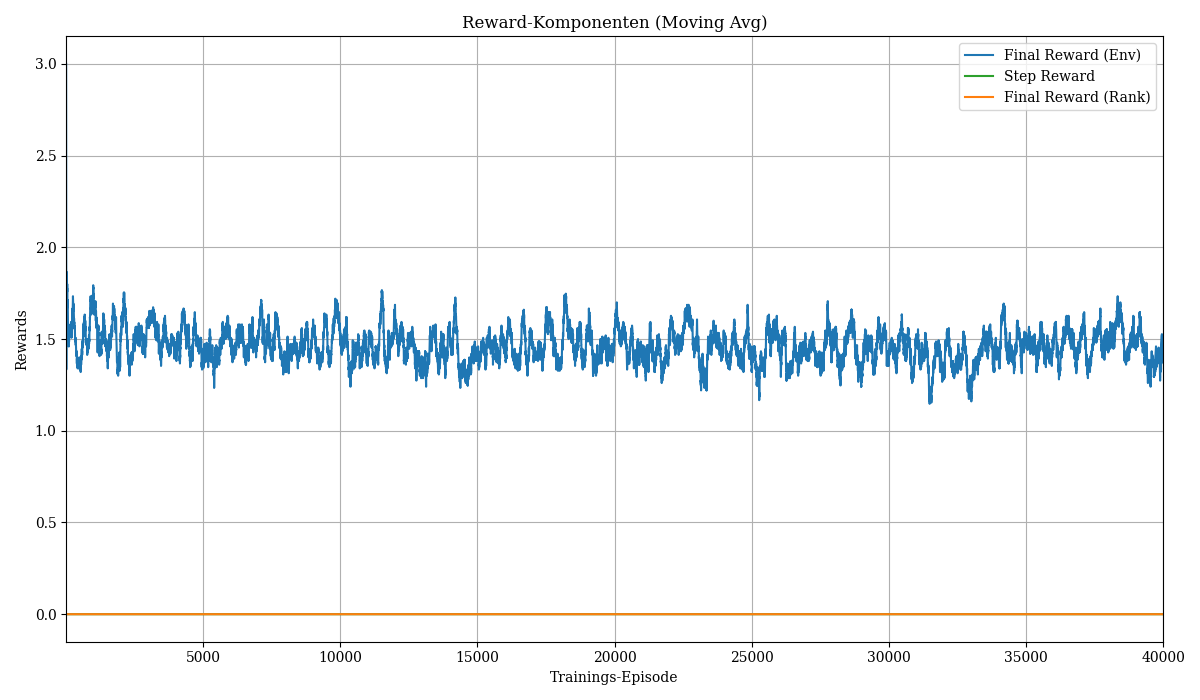 Reward-Komponenten (Moving Avg)
Final Reward (Env)
Step Reward
Final Reward (Rank)
3.0
2.5
2.0
1.5
1.0
0.5
0.0
Rewards
5000 10000 15000 20000 25000 30000 35000 40000
Trainings-Episode